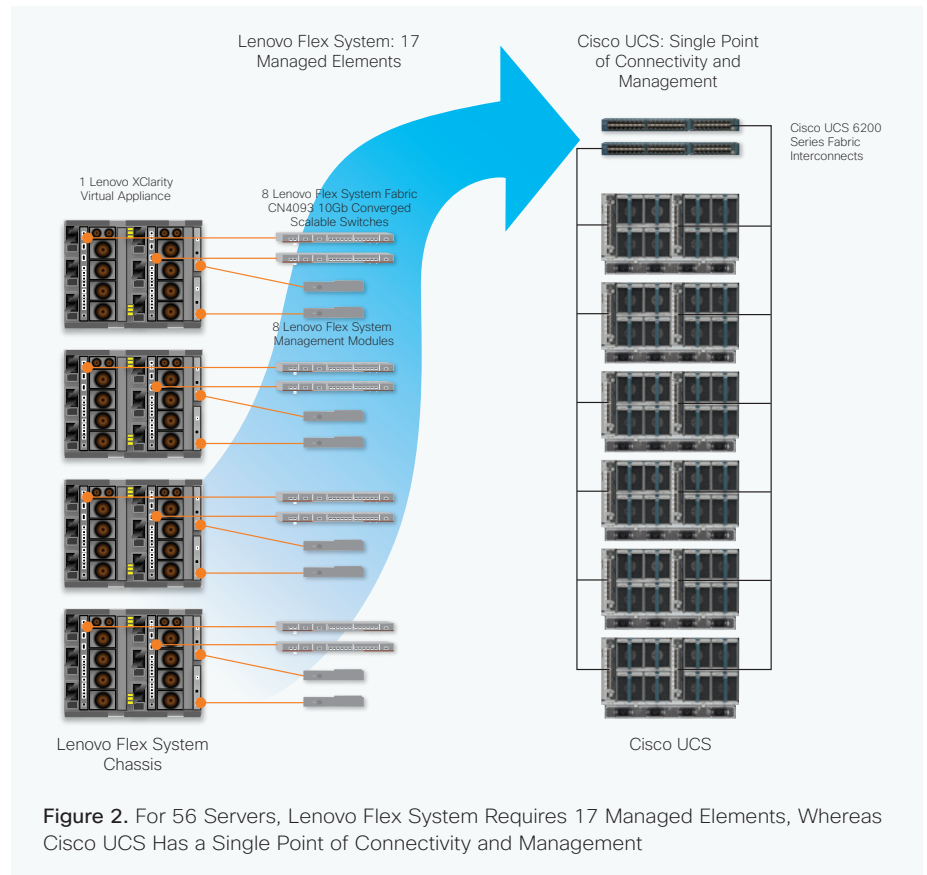 Lenovo Flex System: 17
Managed Elements
Cisco UCS: Single Point
of Connectivity and
Management
Cisco UCS 6200
Series Fabric
Interconnects
1 Lenovo XClarity
Virtual Appliance
8 Lenovo Flex System Fabric
CN4093 10Gb Converged
Scalable Switches
8 Lenovo Flex System
Management Modules
Lenovo Flex System
Chassis
Cisco UCS
Figure 2. For 56 Servers, Lenovo Flex System Requires 17 Managed Elements, Whereas
Cisco UCS Has a Single Point of Connectivity and Management